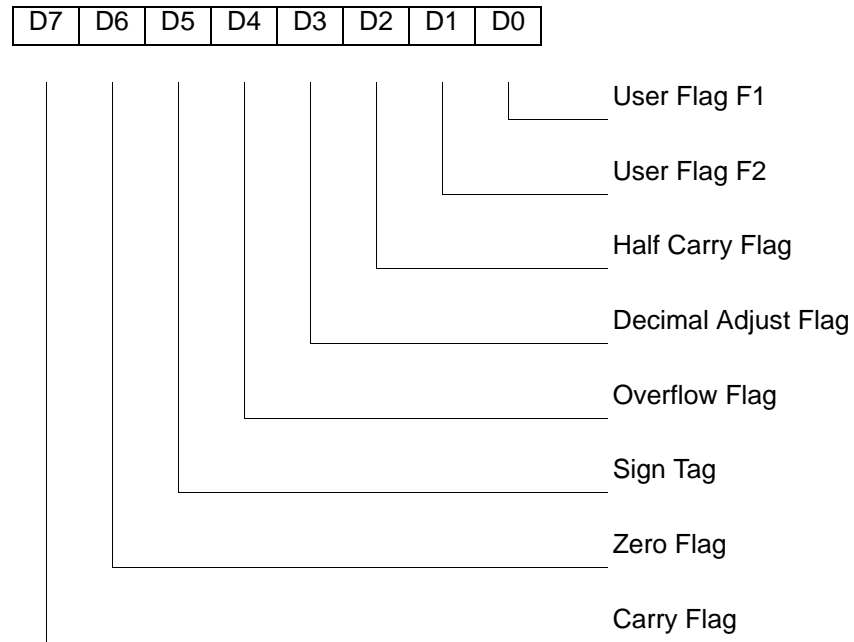 D7 D6 D5 D4 D3 D2 D1 D0
User Flag F1
User Flag F2
Half Carry Flag
Decimal Adjust Flag
Overflow Flag
Sign Tag
Zero Flag
Carry Flag